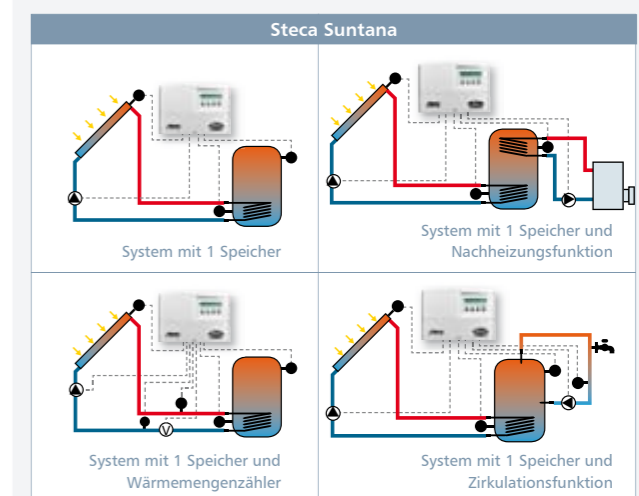 Steca Suntana
System mit 1 Speicher
System mit 1 Speicher und
Nachheizungsfunktion
V
System mit 1 Speicher und
Wärmemengenzähler
System mit 1 Speicher und
Zirkulationsfunktion